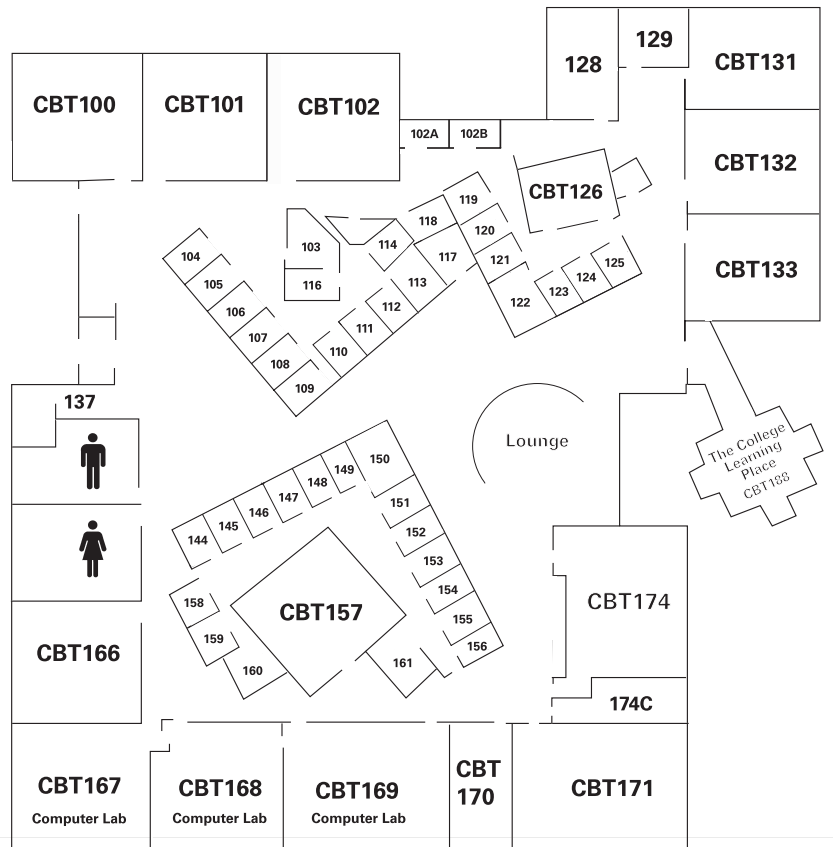 129
128
CBT131
CBT100
CBT101
CBT102
102A
102B
CBT132
CBT126
119
118
120
103
114
117
104
121
125
CBT133
105
116
113
124
123
122
106
112
111
107
110
108
109
137
Lounge
The College
Learning
Place
CBT188
150
149
148
147
146
145
144
151
152
153
154
155
156
158
159
160
161
CBT157
CBT174
CBT166
174C
CBT167
Computer Lab
CBT168
Computer Lab
CBT169
Computer Lab
CBT
170
CBT171